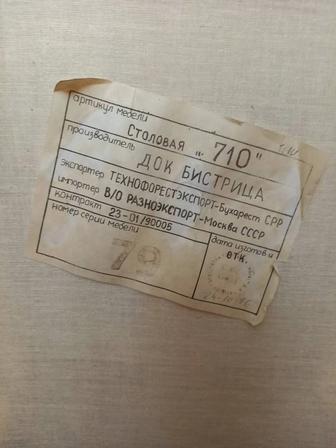 артикул мебели
СТОЛОВАЯ "710"
производитель
ДОК БИСТРИЦА
экспортер ТЕХНОФОРЕСТЭКСПОРТ-Бухарест СРР
импортер В/О РАЗНОЭКСПОРТ-Москва СССР
контракт 23-01/90005
номер серии мебели
79
дата изготов-и
ОТК.